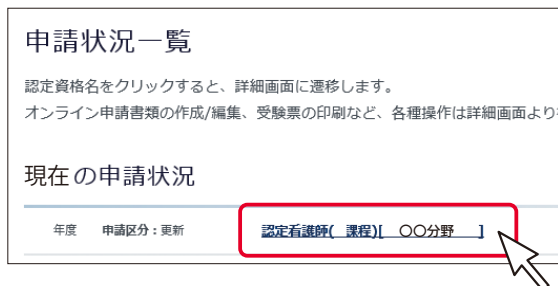 申請状況一覧
認定資格名をクリックすると、詳細画面に遷移します。
オンライン申請書類の作成/編集、受験票の印刷など、各種操作は詳細画面より
現在の申請状況
年度 申請区分：更新 認定看護師( 課程)[ 〇〇分野 ]